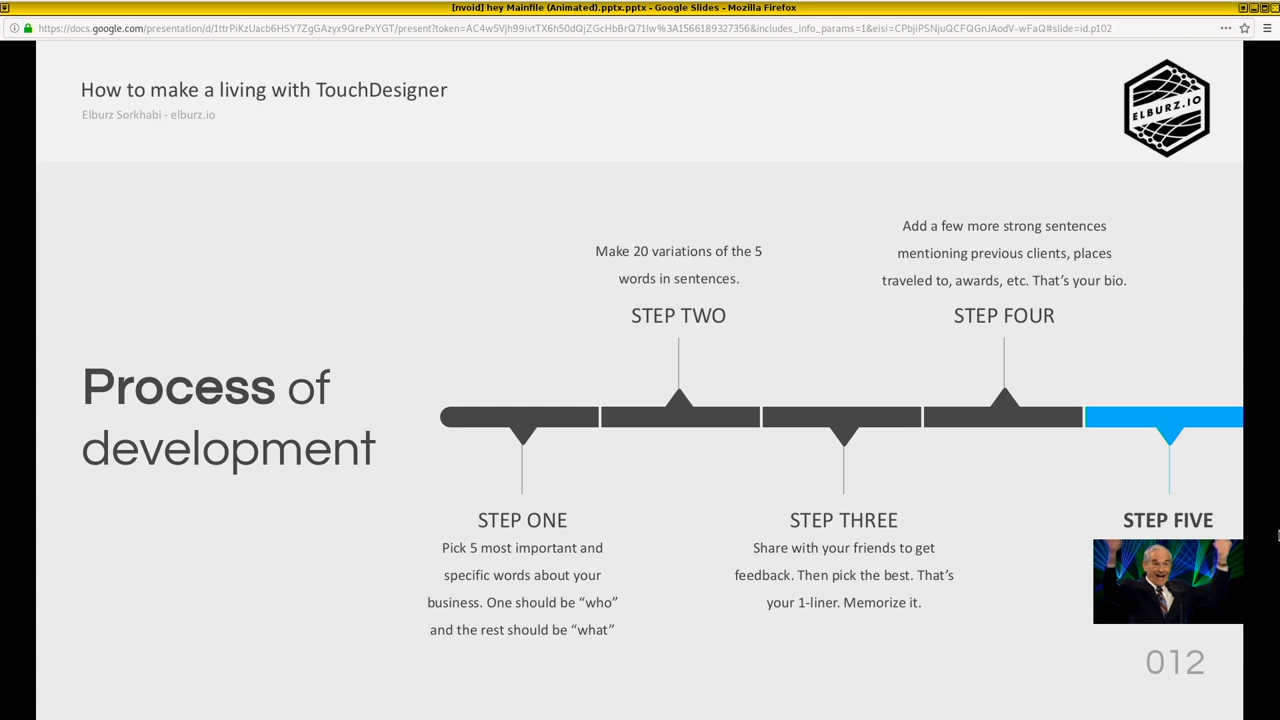 [nvoid] hey Mainfile (Animated).pptx.pptx - Google Slides - Mozilla Firefox
How to make a living with TouchDesigner
Elburz Sorkhabi - elburz.io
ELBURZ.IO
Add a few more strong sentences
mentioning previous clients, places
traveled to, awards, etc. That’s your bio.
Make 20 variations of the 5
words in sentences.
STEP TWO
STEP FOUR
Process of
development
STEP ONE
Pick 5 most important and
specific words about your
business. One should be “who”
and the rest should be “what”
STEP THREE
Share with your friends to get
feedback. Then pick the best. That’s
your 1-liner. Memorize it.
STEP FIVE
012